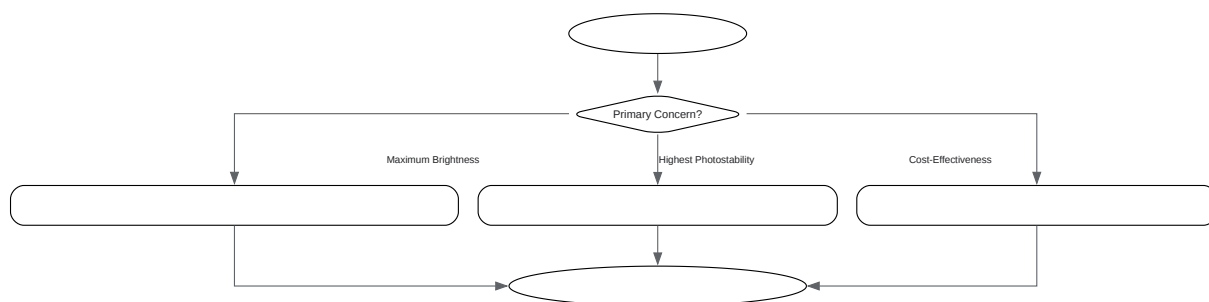 Primary Concern?
Maximum Brightness
Highest Photostability
Cost-Effectiveness